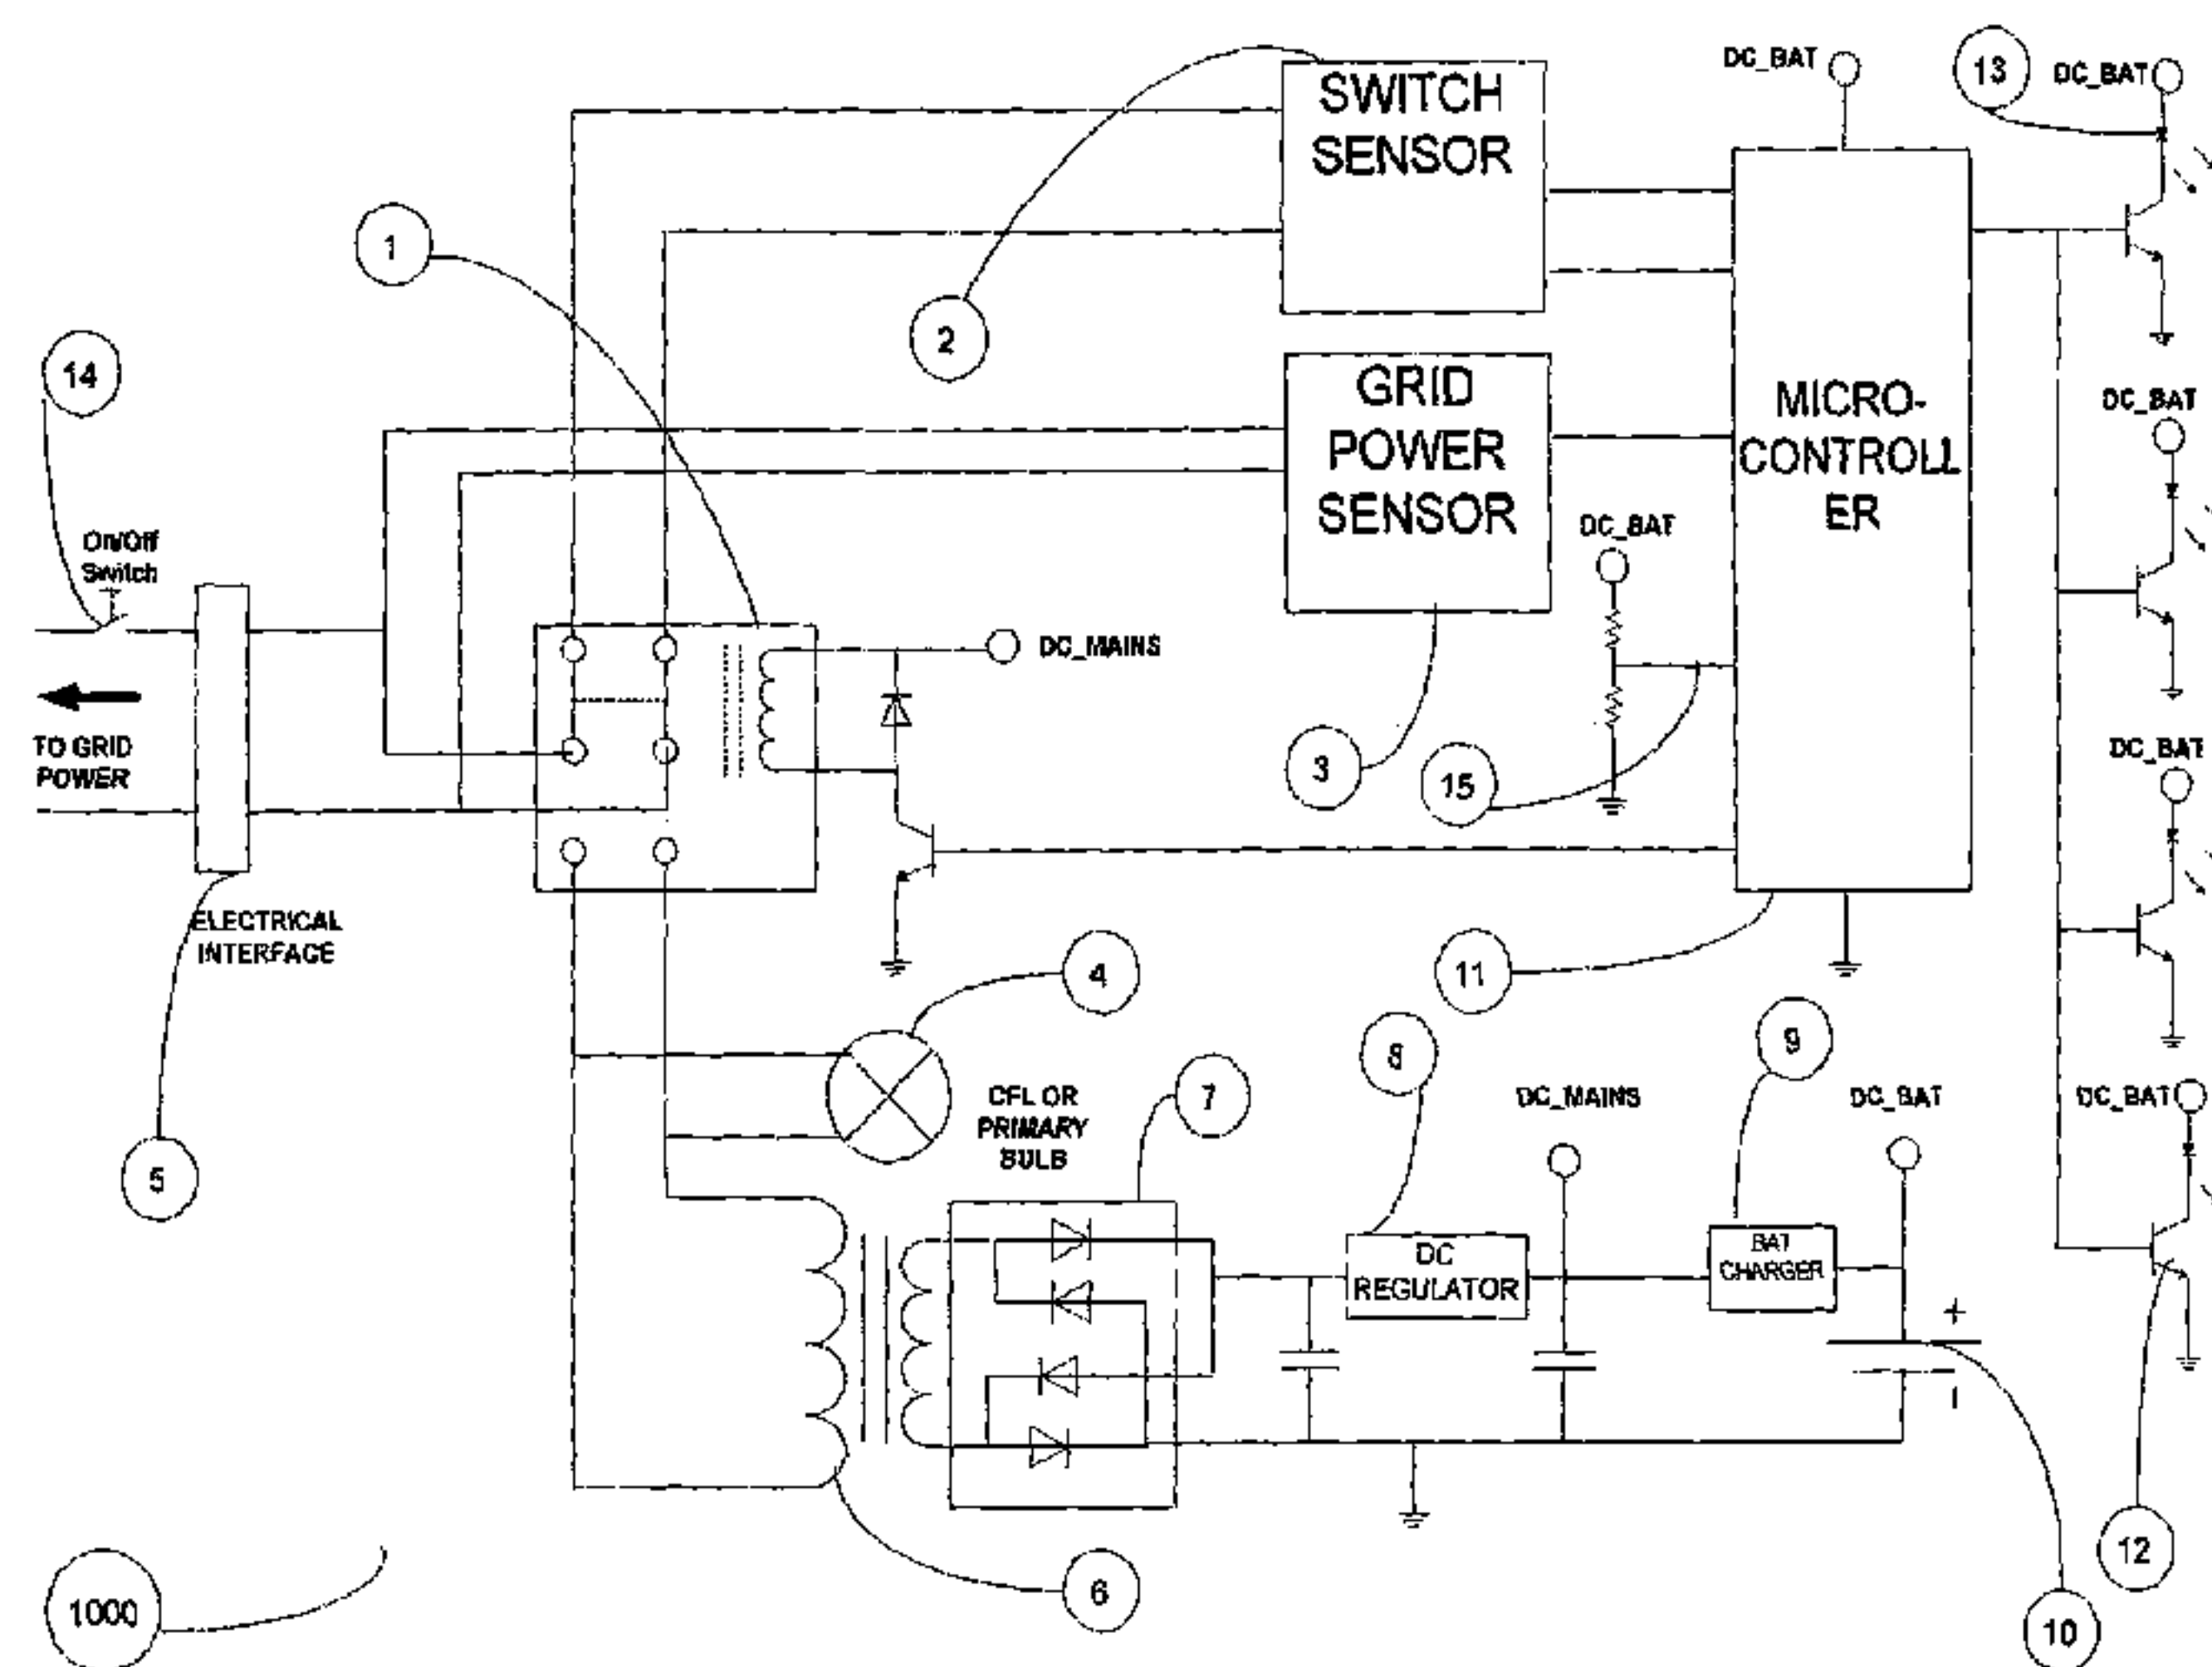 SWITCH
SENSOR
DC_BAT
13
DC_BAT
1
2
14
GRID
POWER
SENSOR
MICRO-
CONTROLL
ER
DC_BAT
DC_BAT
On/Off
Switch
DC_MAINS
TO GRID
POWER
3
15
DC_BAT
ELECTRICAL
INTERFACE
4
11
5
CFL OR
PRIMARY
BULB
7
8
9
DC_MAINS
DC_BAT
DC_BAT
DC
REGULATOR
BAT
CHARGER
+
-
12
6
10
1000